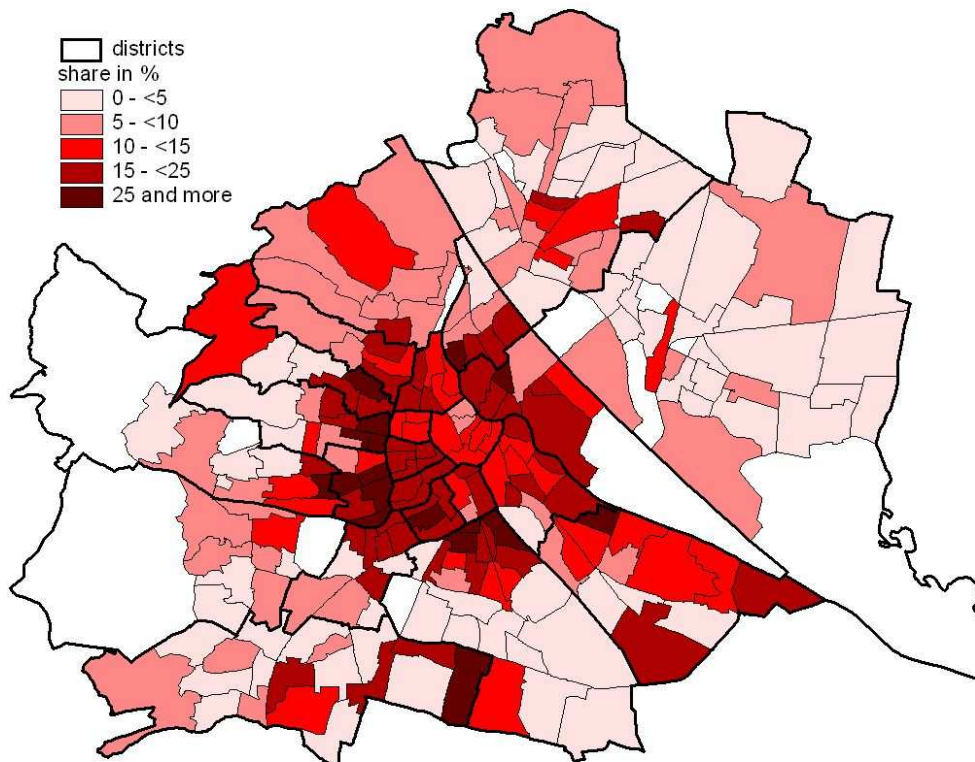 districts
share in %
0 - <5
5 - <10
10 - <15
15 - <25
25 and more